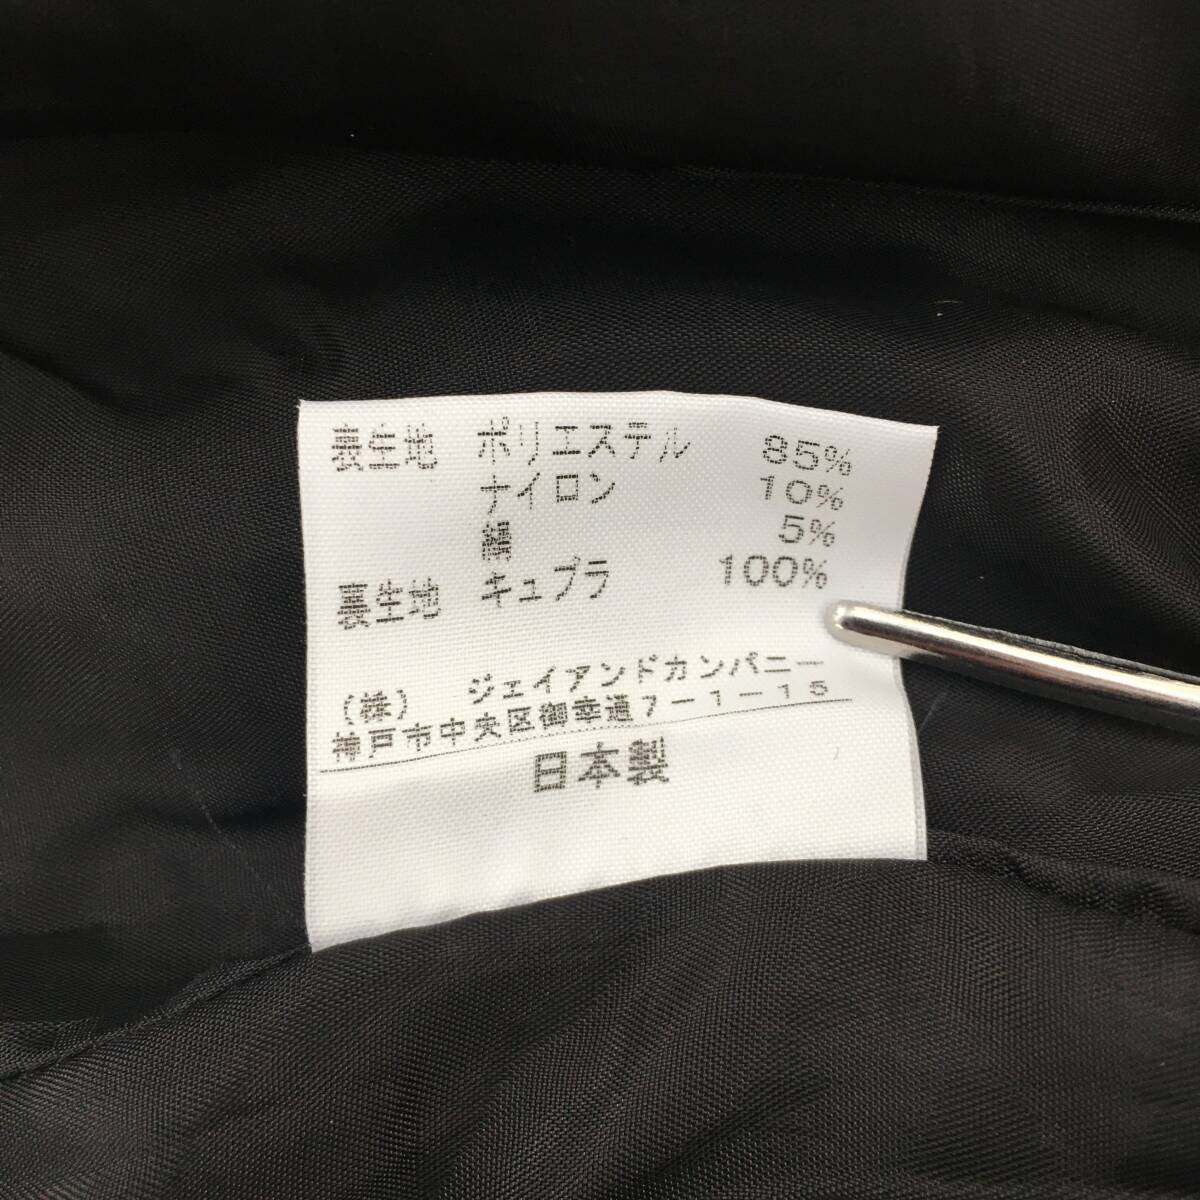 表生地 ポリエステル 85%
ナイロン 10%
絹 5%
裏生地 キュプラ 100%
(株) ジェイアンドカンパニー
神戸市中央区御幸通7-1-15
日本製